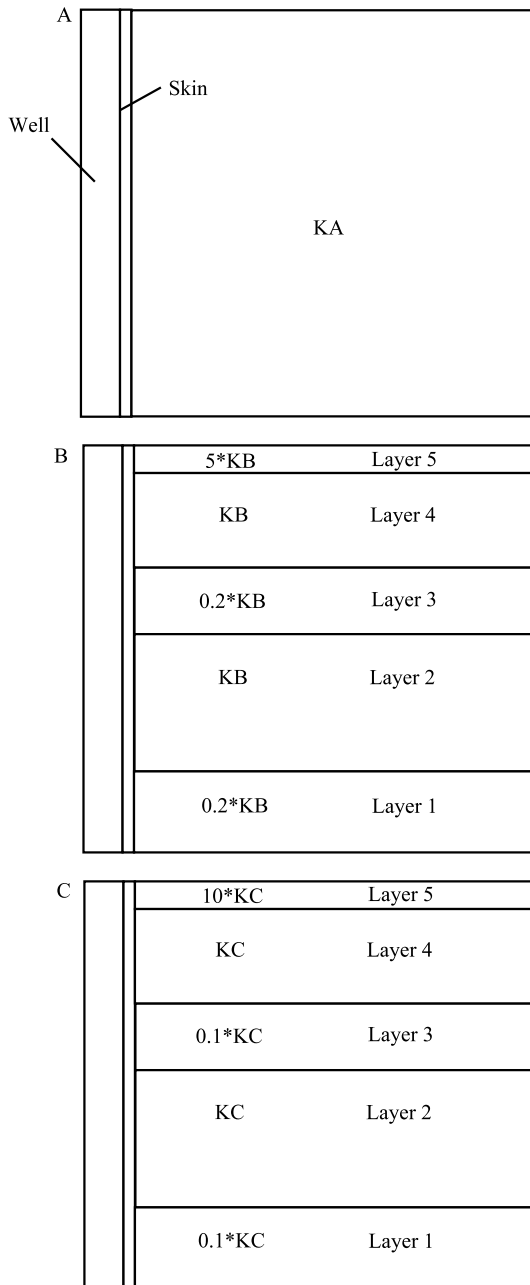 A
Skin
Well
KA
B
5*KB Layer 5
KB Layer 4
0.2*KB Layer 3
KB Layer 2
0.2*KB Layer 1
C
10*KC Layer 5
KC Layer 4
0.1*KC Layer 3
KC Layer 2
0.1*KC Layer 1